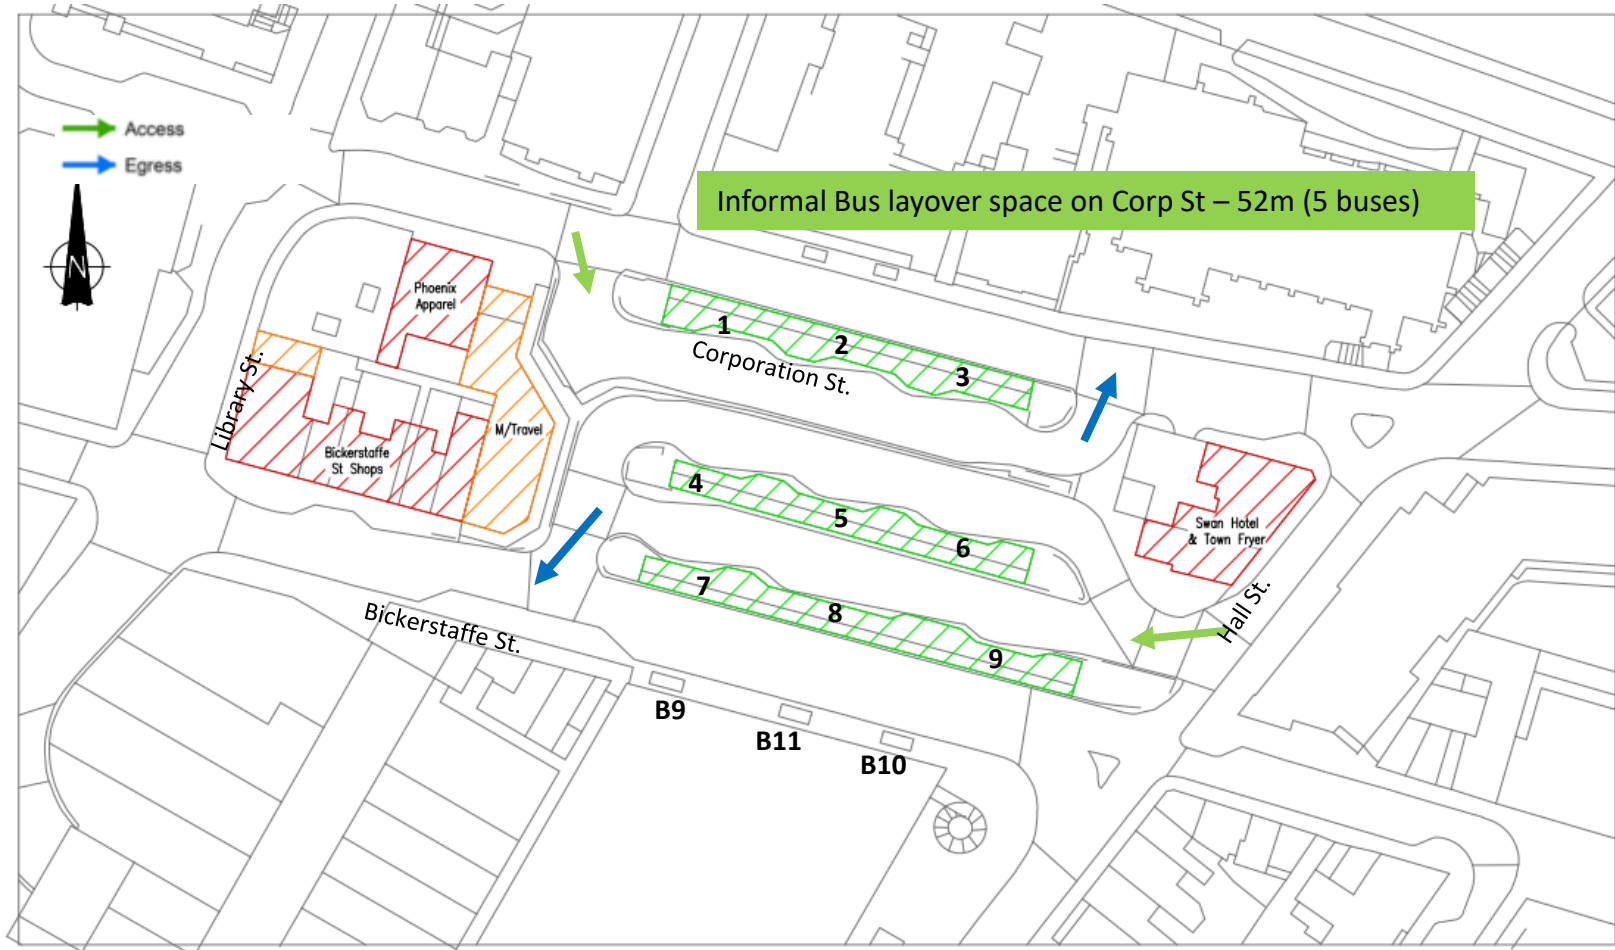 Access
Egress
N
Informal Bus layover space on Corp St – 52m (5 buses)
Phoenix
Apparel
1
2
3
Corporation St.
Library St.
M/Travel
Bickerstaffe
St Shops
4
5
6
Swan Hotel
& Town Fryer
Hall St.
7
8
9
Bickerstaffe St.
B9
B11
B10